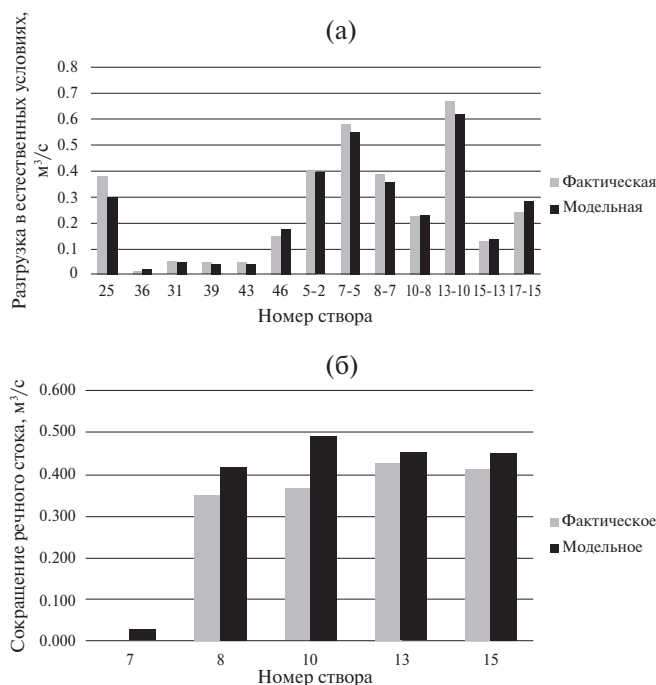 (а)
Разгрузка в естественных условиях,
м³/с
0.8
0.7
0.6
0.5
0.4
0.3
0.2
0.1
0
25 36 31 39 43 46 5-2 7-5 8-7 10-8 13-10 15-13 17-15
Номер створа
Фактическая
Модельная
(б)
Сокращение речного стока, м³/с
0.600
0.500
0.400
0.300
0.200
0.100
0.000
7 8 10 13 15
Номер створа
Фактическое
Модельное